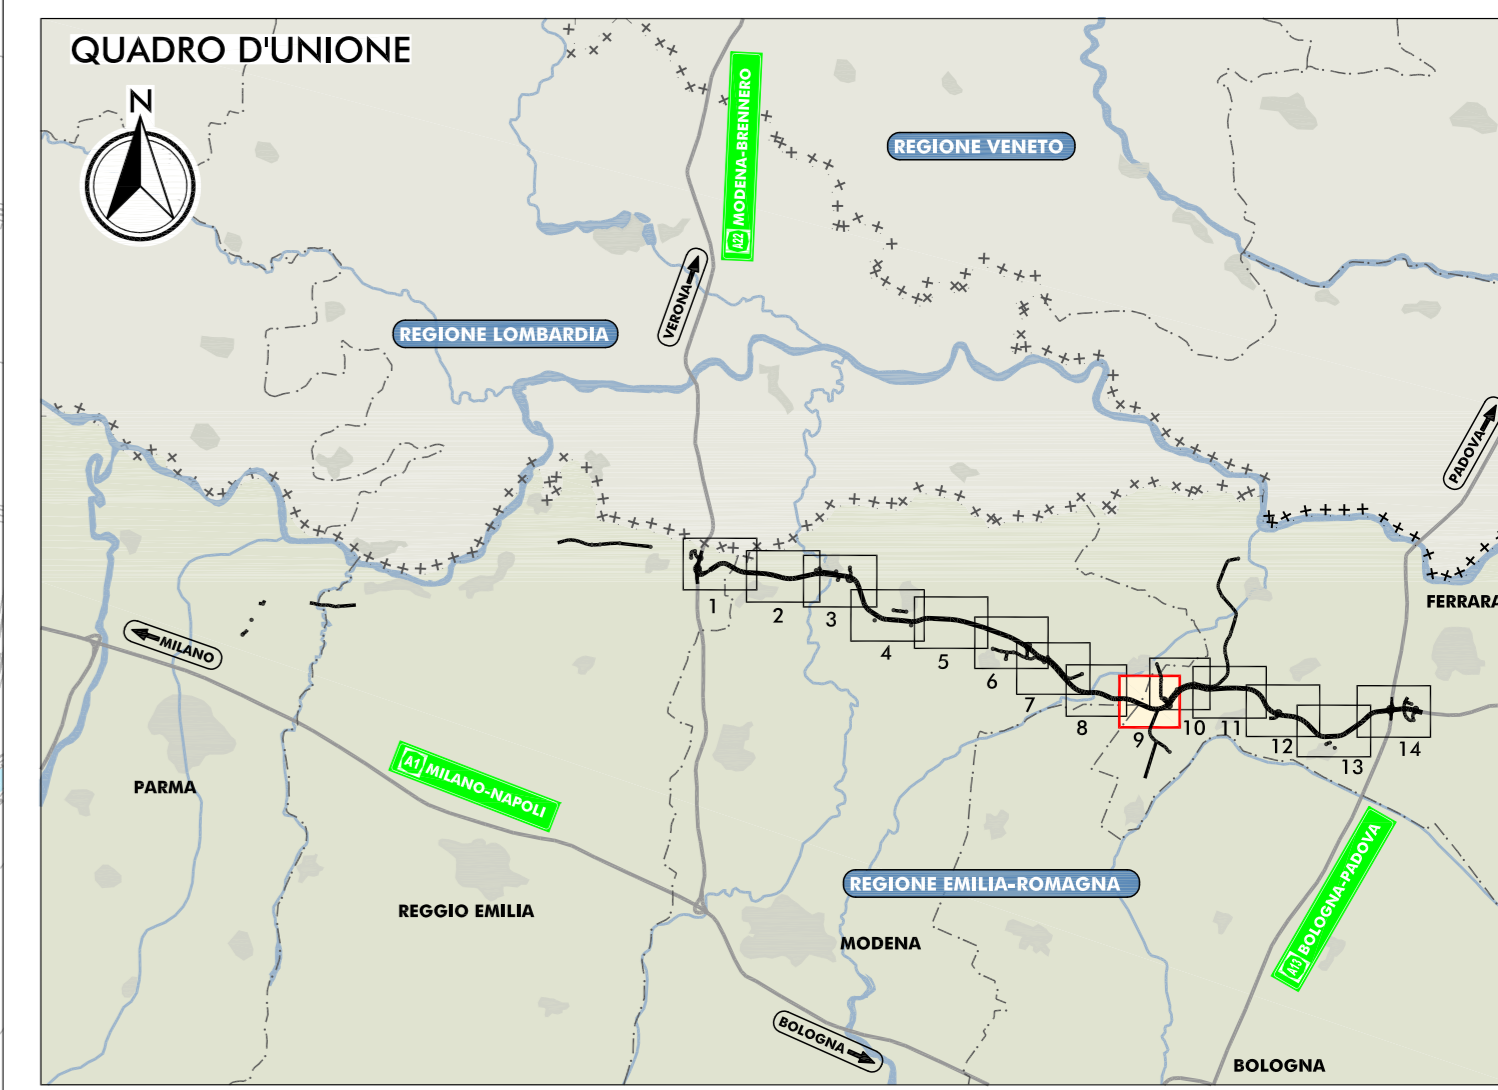 QUADRO D'UNIONE
N
A22 MODENA-BRENNERO
REGIONE VENETO
VERONA
REGIONE LOMBARDIA
PADOVA
FERRARA
1
2
3
4
5
6
7
8
9
10
11
12
13
14
MILANO
PARMA
A1 MILANO-NAPOLI
REGGIO EMILIA
REGIONE EMILIA-ROMAGNA
MODENA
A13 BOLOGNA-PADOVA
BOLOGNA
BOLOGNA